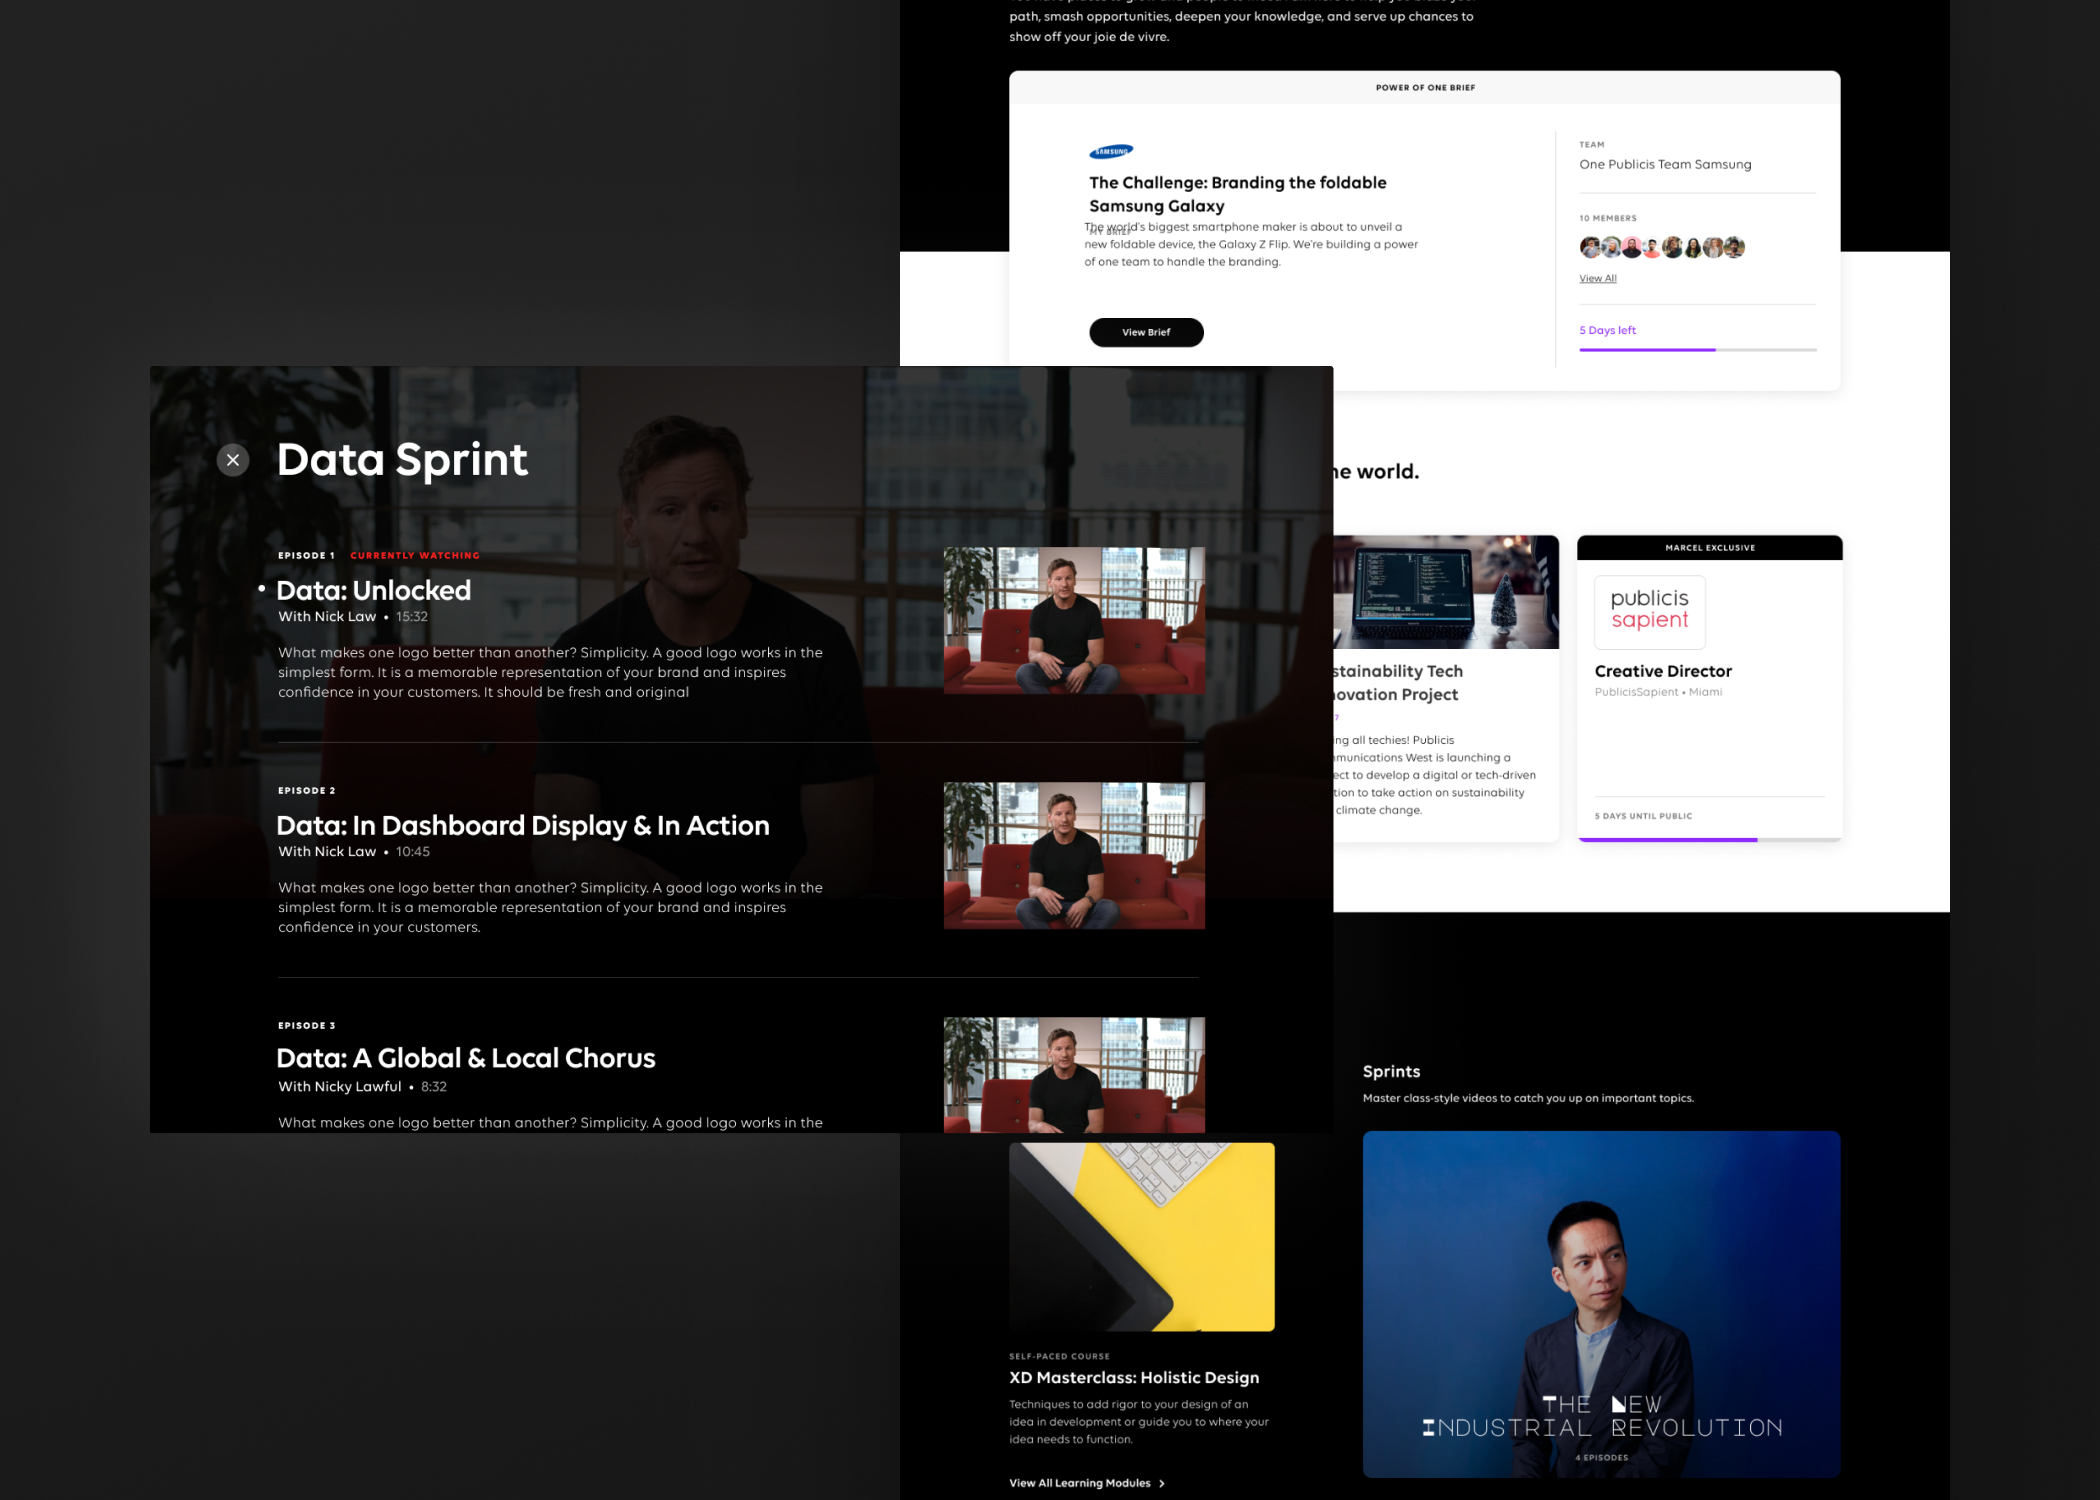 path, smash opportunities, deepen your knowledge, and serve up chances to
show off your joie de vivre.
POWER OF ONE BRIEF
SAMSUNG
The Challenge: Branding the foldable
Samsung Galaxy
MY BRIEF
The world's biggest smartphone maker is about to unveil a
new foldable device, the Galaxy Z Flip. We're building a power
of one team to handle the branding.
View Brief
TEAM
One Publicis Team Samsung
10 MEMBERS
View All
5 Days left
Data Sprint
EPISODE 1 CURRENTLY WATCHING
Data: Unlocked
With Nick Law • 15:32
What makes one logo better than another? Simplicity. A good logo works in the
simplest form. It is a memorable representation of your brand and inspires
confidence in your customers. It should be fresh and original
EPISODE 2
Data: In Dashboard Display & In Action
With Nick Law • 10:45
What makes one logo better than another? Simplicity. A good logo works in the
simplest form. It is a memorable representation of your brand and inspires
confidence in your customers.
EPISODE 3
Data: A Global & Local Chorus
With Nicky Lawful • 8:32
What makes one logo better than another? Simplicity. A good logo works in the
he world.
stainability Tech
ovation Project
7
ing all techies! Publicis
munications West is launching a
ect to develop a digital or tech-driven
tion to take action on sustainability
climate change.
MARCEL EXCLUSIVE
publicis
sapient
Creative Director
PublicisSapient • Miami
5 DAYS UNTIL PUBLIC
SELF-PACED COURSE
XD Masterclass: Holistic Design
Techniques to add rigor to your design of an
idea in development or guide you to where your
idea needs to function.
View All Learning Modules
Sprints
Master class-style videos to catch you up on important topics.
THE NEW
INDUSTRIAL REVOLUTION
4 EPISODES